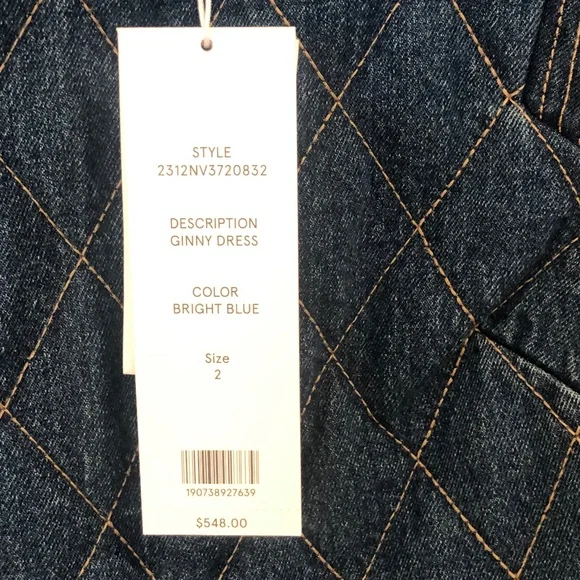 STYLE
2312NV3720832
DESCRIPTION
GINNY DRESS
COLOR
BRIGHT BLUE
Size
2
190738927639
$548.00